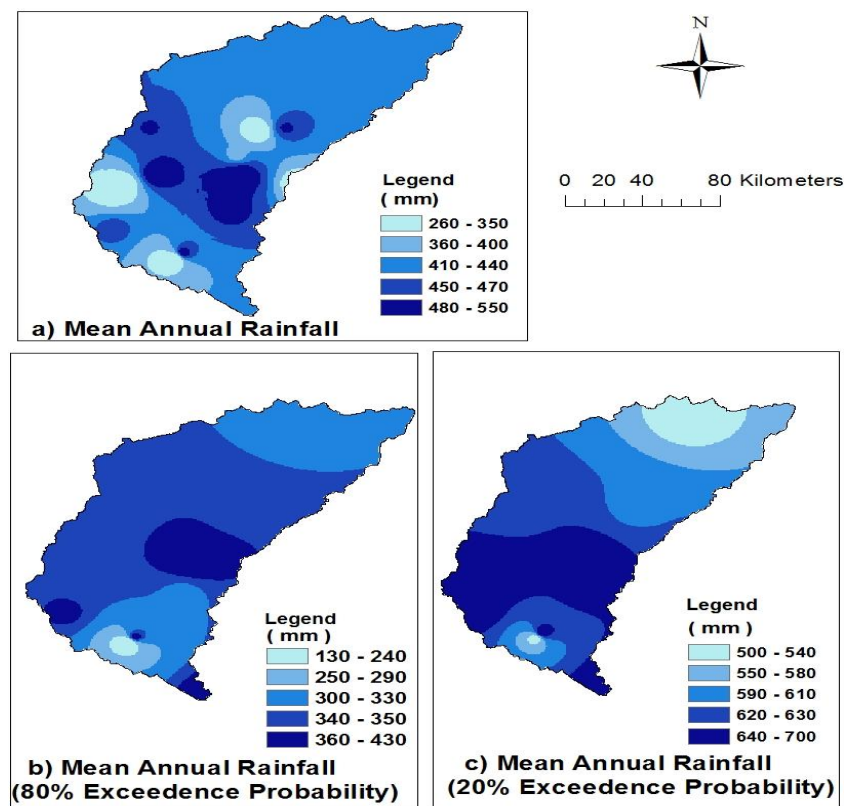 N
0 20 40 80 Kilometers
Legend
( mm)
260 - 350
360 - 400
410 - 440
450 - 470
480 - 550
a) Mean Annual Rainfall
Legend
( mm )
130 - 240
250 - 290
300 - 330
340 - 350
360 - 430
b) Mean Annual Rainfall
(80% Exceedence Probability)
Legend
( mm )
500 - 540
550 - 580
590 - 610
620 - 630
640 - 700
c) Mean Annual Rainfall
(20% Exceedence Probability)